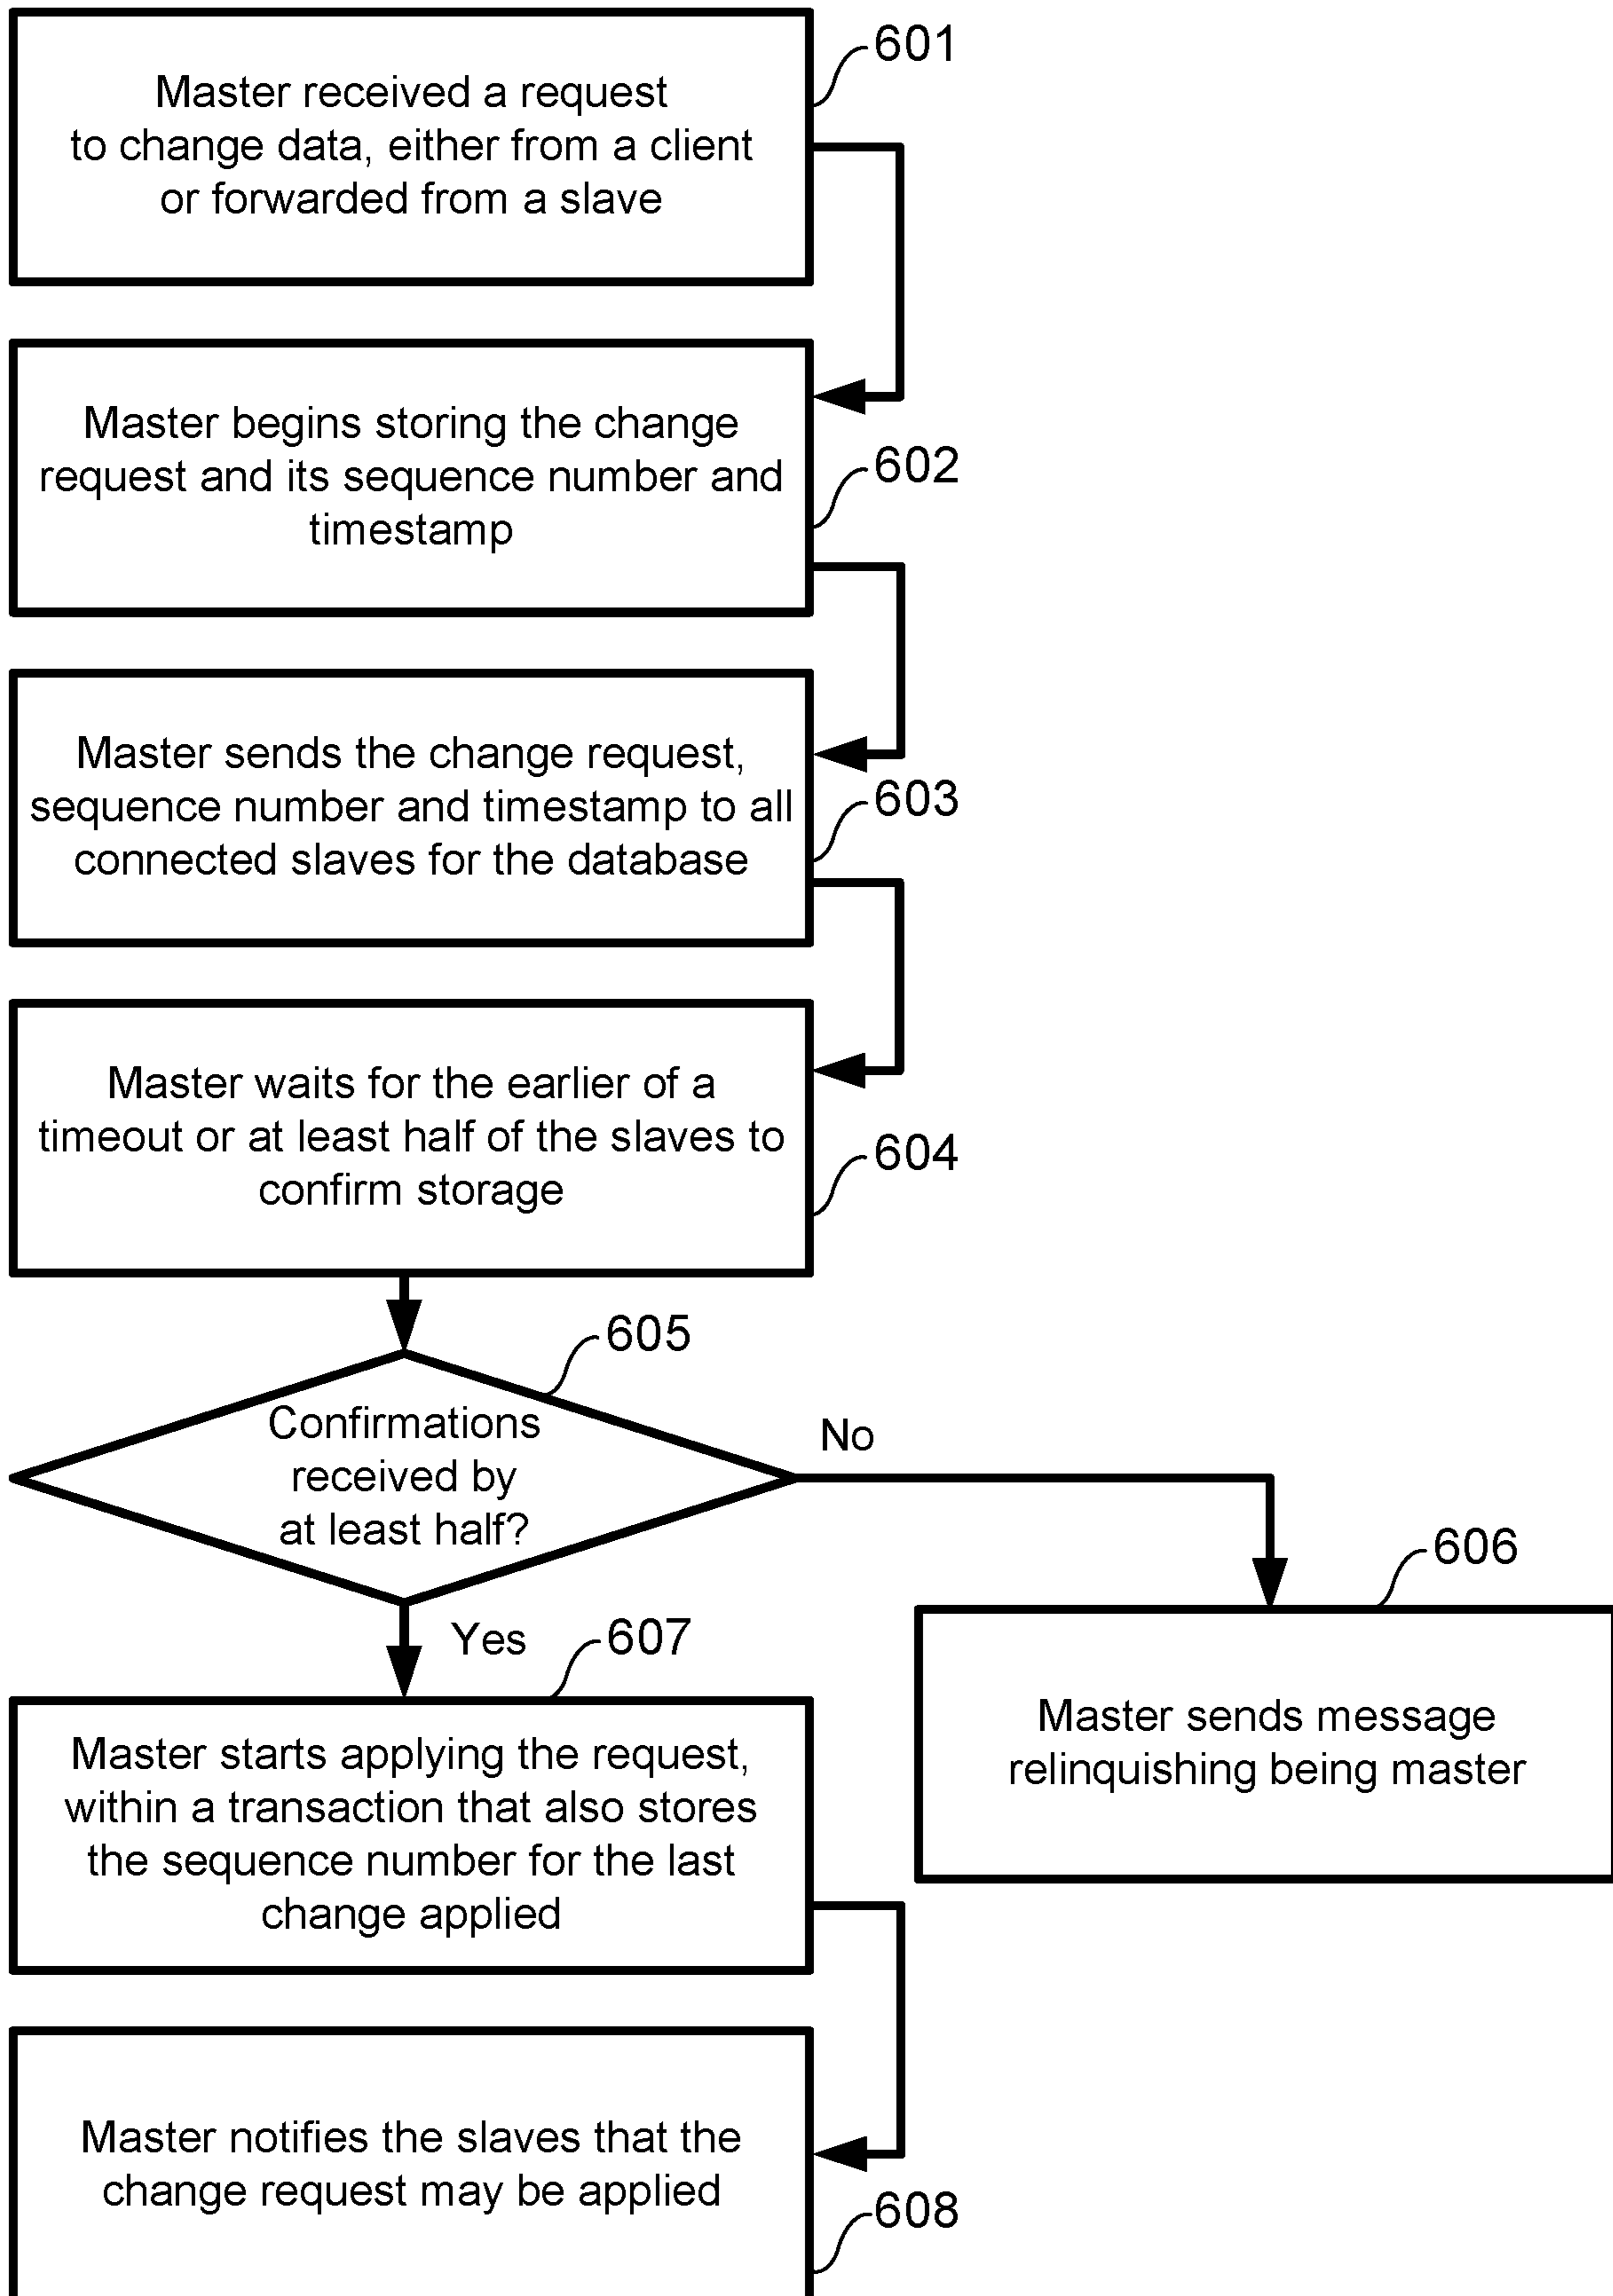 601
Master received a request
to change data, either from a client
or forwarded from a slave
Master begins storing the change
request and its sequence number and
timestamp
602
Master sends the change request,
sequence number and timestamp to all
connected slaves for the database
603
Master waits for the earlier of a
timeout or at least half of the slaves to
confirm storage
604
605
Confirmations
received by
at least half?
No
606
Yes
607
Master sends message
relinquishing being master
Master starts applying the request,
within a transaction that also stores
the sequence number for the last
change applied
Master notifies the slaves that the
change request may be applied
608